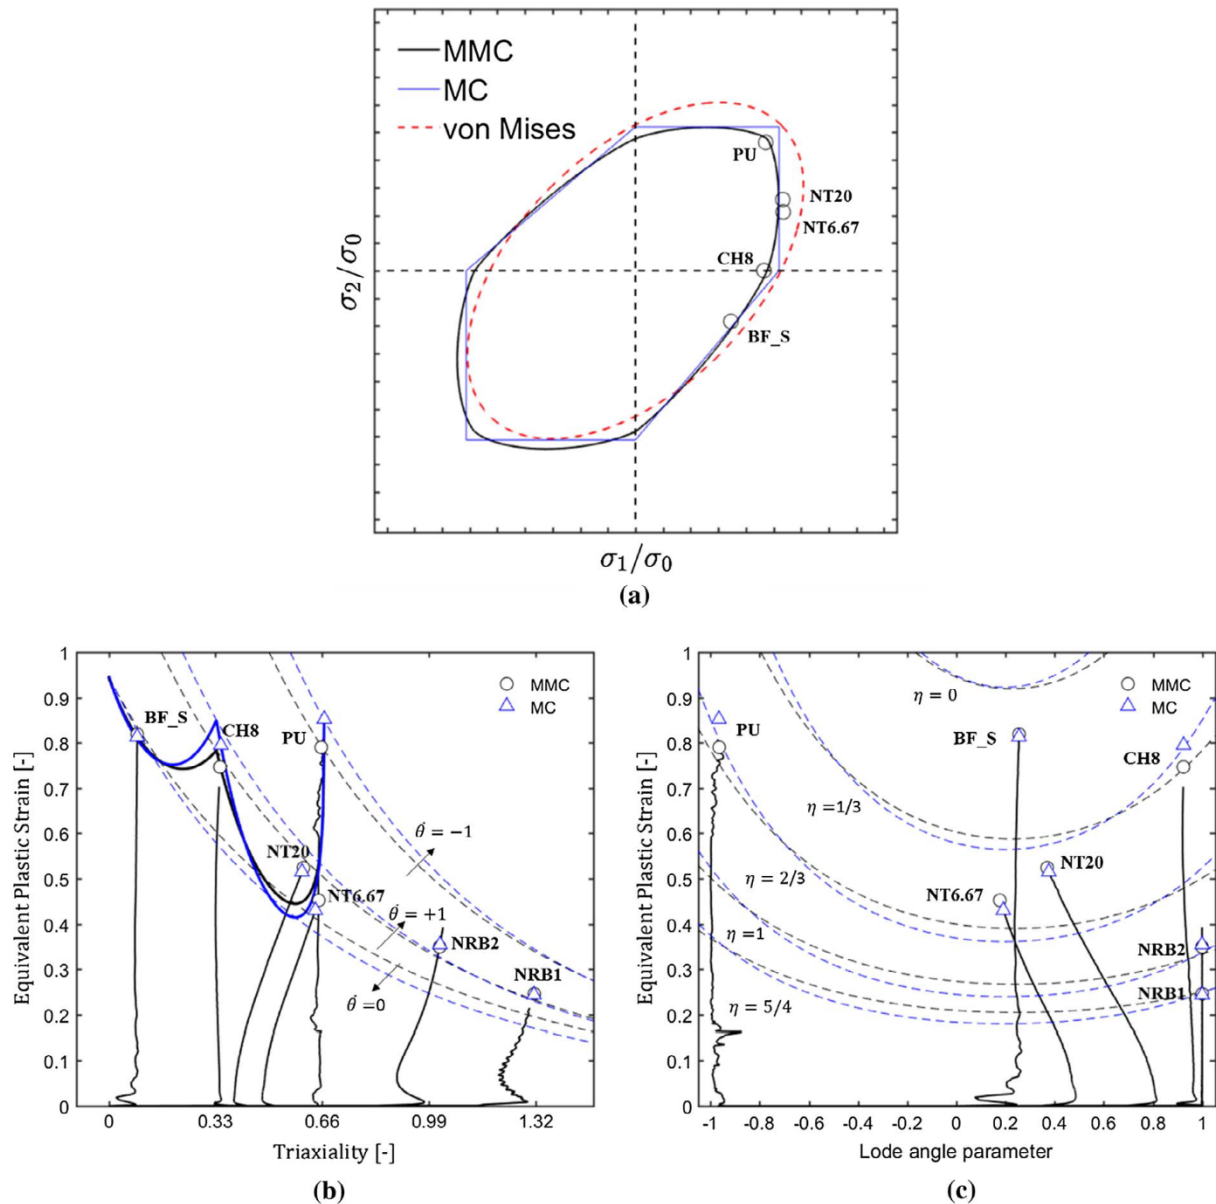 MMC
MC
von Mises
PU
NT20
NT6.67
CH8
BF_S
σ₂/σ₀
σ₁/σ₀
(a)
1
0.9
0.8
0.7
0.6
0.5
0.4
0.3
0.2
0.1
0
Equivalent Plastic Strain [-]
MMC
MC
BF_S
CH8
PU
NT20
NT6.67
NRB2
NRB1
θ̄ = −1
θ̄ = +1
θ̄ =0
0 0.33 0.66 0.99 1.32
Triaxiality [-]
(b)
1
0.9
0.8
0.7
0.6
0.5
0.4
0.3
0.2
0.1
0
Equivalent Plastic Strain [-]
MMC
MC
η = 0
PU
BF_S
CH8
η = 1/3
NT20
η = 2/3
NT6.67
η = 1
NRB2
NRB1
η = 5/4
-1 -0.8 -0.6 -0.4 -0.2 0 0.2 0.4 0.6 0.8 1
Lode angle parameter
(c)